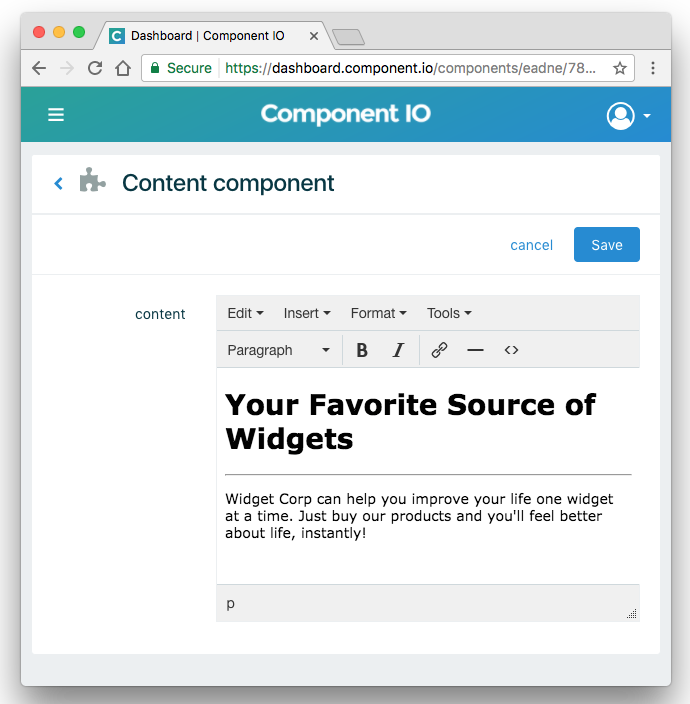 Dashboard | Component IO
Secure https://dashboard.component.io/components/eadne/78...
Component IO
Content component
cancel Save
content
Edit Insert Format Tools
Paragraph B I
Your Favorite Source of
Widgets
Widget Corp can help you improve your life one widget
at a time. Just buy our products and you'll feel better
about life, instantly!
p